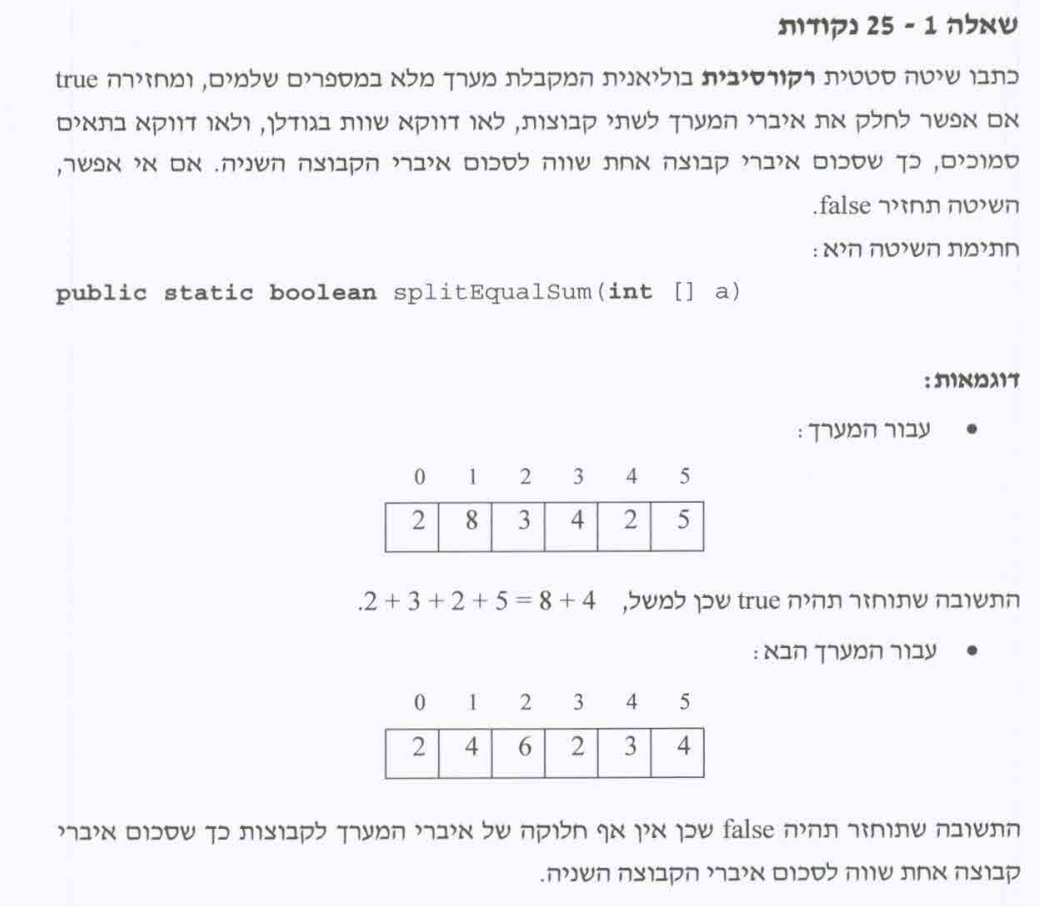 שאלה 1 - 25 נקודות
כתבו שיטה סטטית רקורסיבית בוליאנית המקבלת מערך מלא במספרים שלמים, ומחזירה true
אם אפשר לחלק את איברי המערך לשתי קבוצות, לאו דווקא שוות בגודלן, ולאו דווקא בתאים
סמוכים, כך שסכום איברי קבוצה אחת שווה לסכום איברי הקבוצה השניה. אם אי אפשר,
השיטה תחזיר false.
חתימת השיטה היא:
public static boolean splitEqualSum(int [] a)
דוגמאות:
• עבור המערך:
0 1 2 3 4 5
2 8 3 4 2 5
התשובה שתוחזר תהיה true שכן למשל, 2 + 3 + 2 + 5 = 8 + 4.
• עבור המערך הבא:
0 1 2 3 4 5
2 4 6 2 3 4
התשובה שתוחזר תהיה false שכן אין אף חלוקה של איברי המערך לקבוצות כך שסכום איברי
קבוצה אחת שווה לסכום איברי הקבוצה השניה.